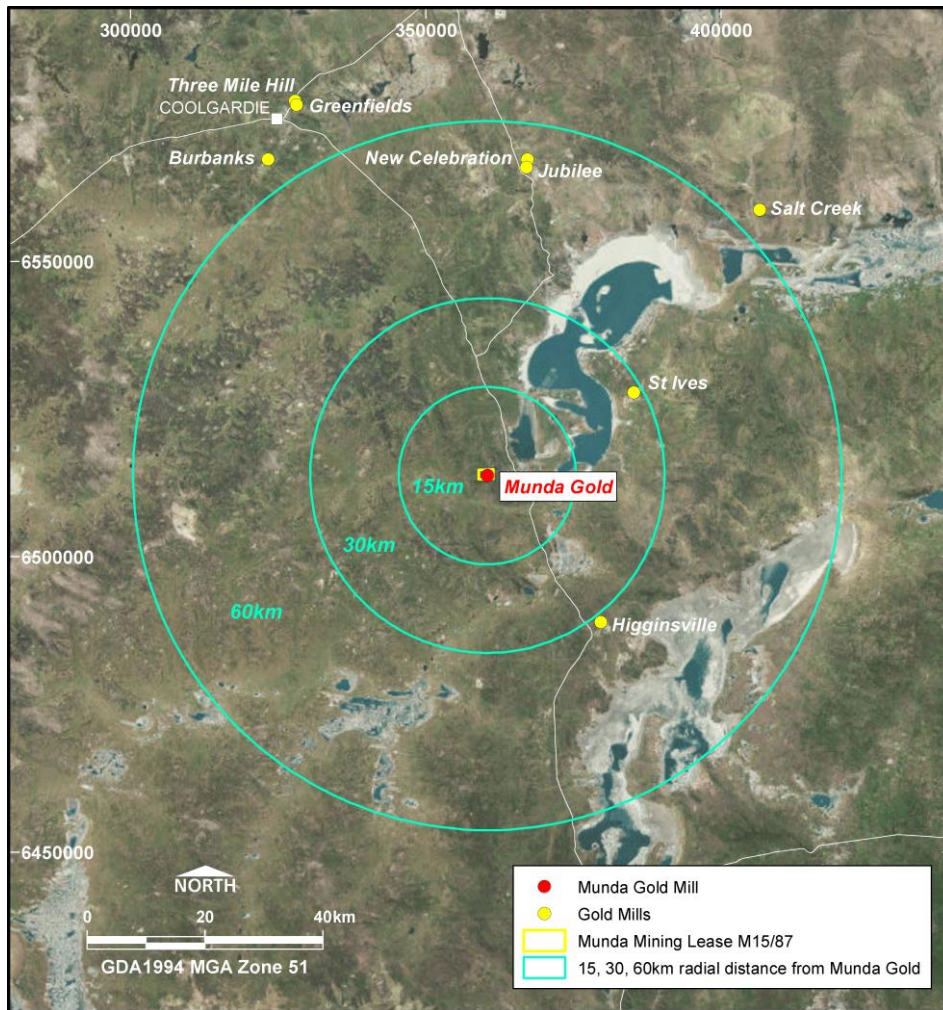 300000
350000
400000
Three Mile Hill
COOLGARDIE
Greenfields
Burbanks
New Celebration
Jubilee
Salt Creek
6550000
St Ives
15km
Munda Gold
30km
6500000
60km
Higginsville
6450000
NORTH
0 20 40km
GDA1994 MGA Zone 51
Munda Gold Mill
Gold Mills
Munda Mining Lease M15/87
15, 30, 60km radial distance from Munda Gold